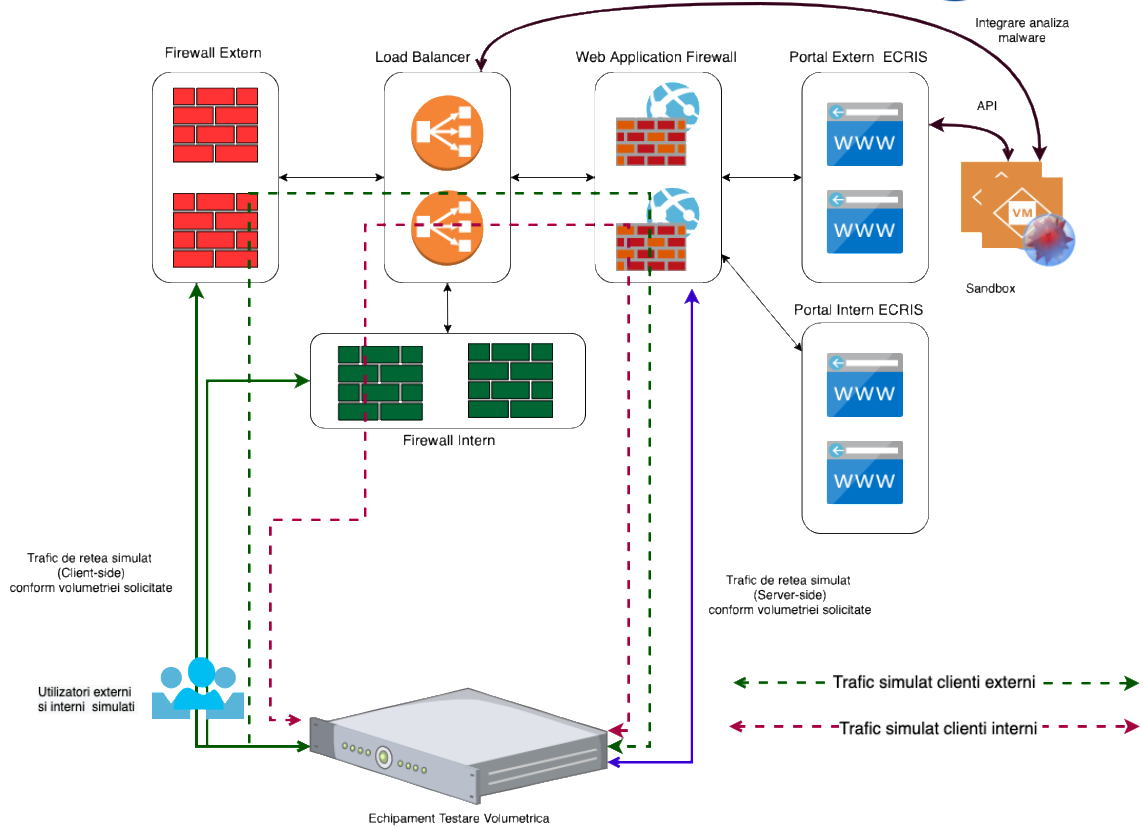 Integrare analiza
malware
Firewall Extern
Load Balancer
Web Application Firewall
Portal Extern ECRIS
API
WWW
WWW
VM
Sandbox
Portal Intern ECRIS
WWW
WWW
Firewall Intern
Trafic de retea simulat
(Client-side)
conform volumetriei solicitate
Trafic de retea simulat
(Server-side)
conform volumetriei solicitate
Utilizatori externi
si interni simulati
Trafic simulat clienti externi
Trafic simulat clienti interni
Echipament Testare Volumetrica